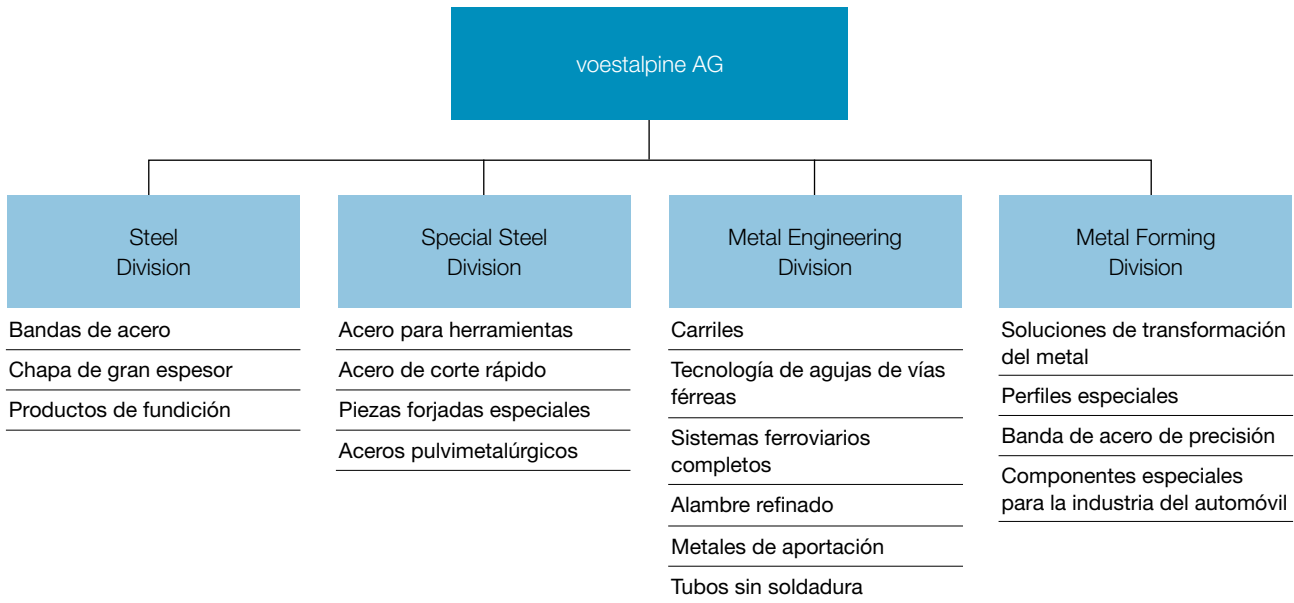 voestalpine AG
Steel
Division
Bandas de acero
Chapa de gran espesor
Productos de fundición
Special Steel
Division
Acero para herramientas
Acero de corte rápido
Piezas forjadas especiales
Aceros pulvimetalúrgicos
Metal Engineering
Division
Carriles
Tecnología de agujas de vías
férreas
Sistemas ferroviarios
completos
Alambre refinado
Metales de aportación
Tubos sin soldadura
Metal Forming
Division
Soluciones de transformación
del metal
Perfiles especiales
Banda de acero de precisión
Componentes especiales
para la industria del automóvil